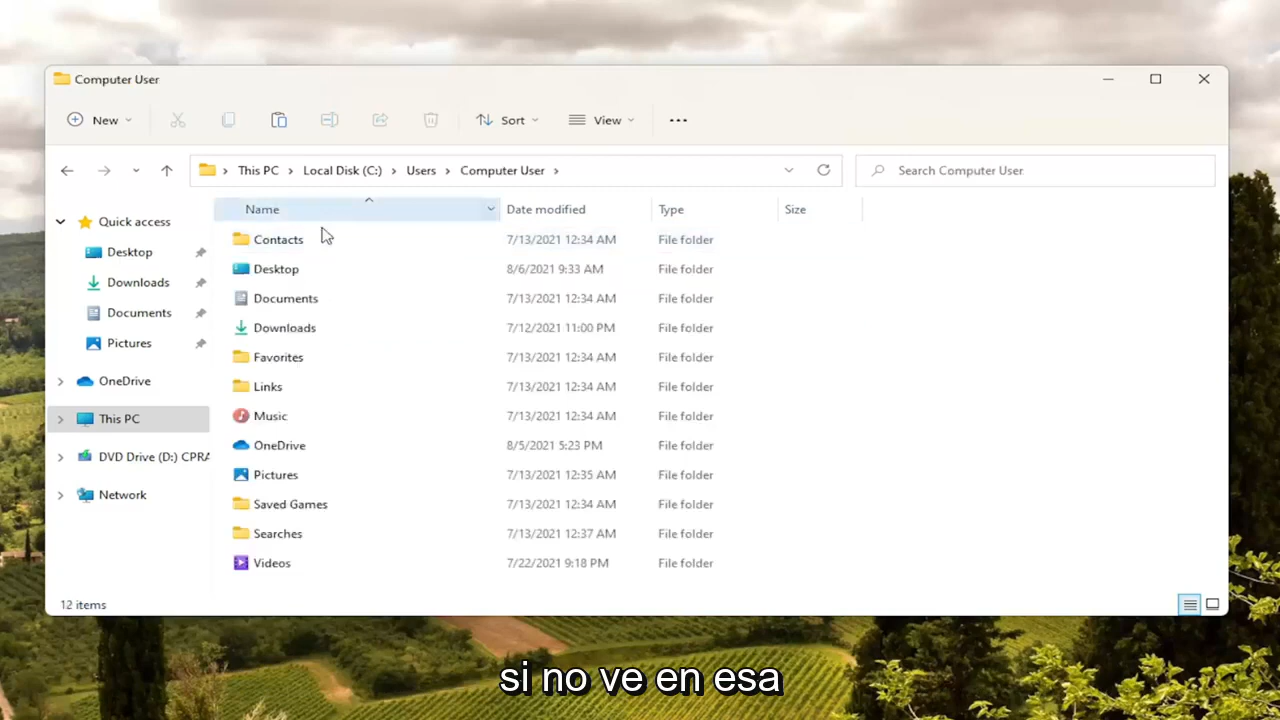 Computer User
New Sort View
This PC Local Disk (C:) Users Computer User Search Computer User
Name Date modified Type Size
Quick access
Desktop
Downloads
Documents
Pictures
OneDrive
This PC
DVD Drive (D:) CPRA
Network
Contacts 7/13/2021 12:34 AM File folder
Desktop 8/6/2021 9:33 AM File folder
Documents 7/13/2021 12:34 AM File folder
Downloads 7/12/2021 11:00 PM File folder
Favorites 7/13/2021 12:34 AM File folder
Links 7/13/2021 12:34 AM File folder
Music 7/13/2021 12:34 AM File folder
OneDrive 8/5/2021 5:23 PM File folder
Pictures 7/13/2021 12:35 AM File folder
Saved Games 7/13/2021 12:34 AM File folder
Searches 7/13/2021 12:37 AM File folder
Videos 7/22/2021 9:18 PM File folder
12 items
si no ve en esa